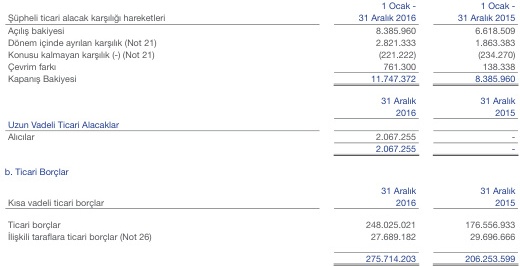 1 Ocak - 1 Ocak -
Şüpheli ticari alacak karşılığı hareketleri 31 Aralık 2016 31 Aralık 2015
Açılış bakiyesi 8.385.960 6.618.509
Dönem içinde ayrılan karşılık (Not 21) 2.821.333 1.863.383
Konusu kalmayan karşılık (-) (Not 21) (221.222) (234.270)
Çevrim farkı 761.300 138.338
Kapanış Bakiyesi 11.747.372 8.385.960
31 Aralık 31 Aralık
2016 2015
Uzun Vadeli Ticari Alacaklar
Alıcılar 2.067.255 -
2.067.255 -
b. Ticari Borçlar
31 Aralık 31 Aralık
Kısa vadeli ticari borçlar 2016 2015
Ticari borçlar 248.025.021 176.556.933
İlişkili taraflara ticari borçlar (Not 26) 27.689.182 29.696.666
275.714.203 206.253.599